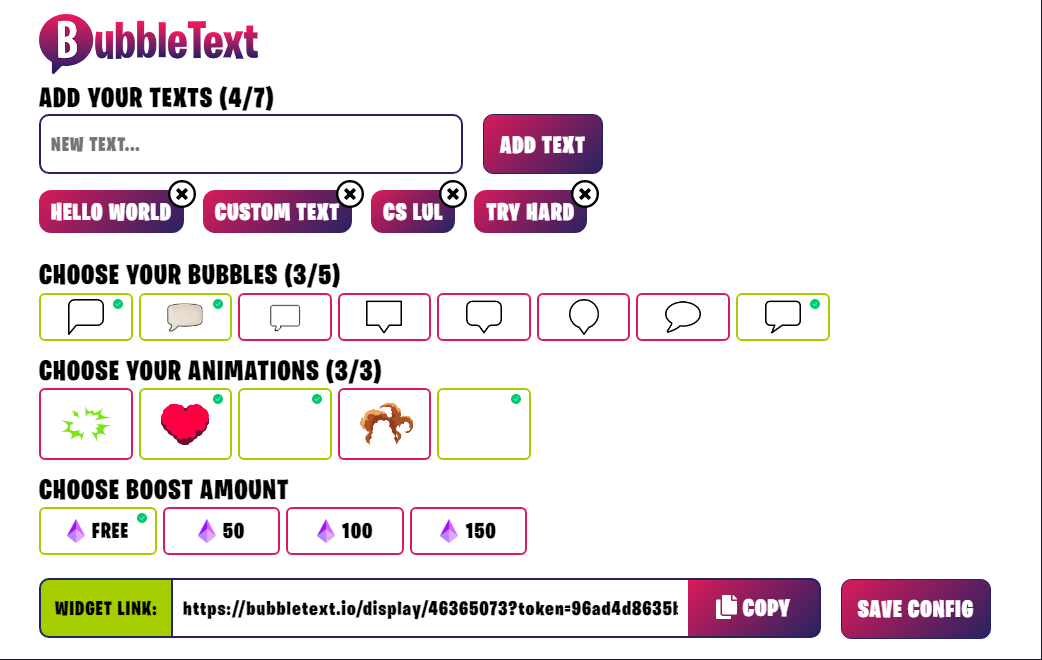 BubbleText
ADD YOUR TEXTS (4/7)
NEW TEXT... ADD TEXT
HELLO WORLD CUSTOM TEXT CS LUL TRY HARD
CHOOSE YOUR BUBBLES (3/5)
CHOOSE YOUR ANIMATIONS (3/3)
CHOOSE BOOST AMOUNT
FREE 50 100 150
WIDGET LINK: https://bubbletext.io/display/46365073?token=96ad4d8635b COPY SAVE CONFIG